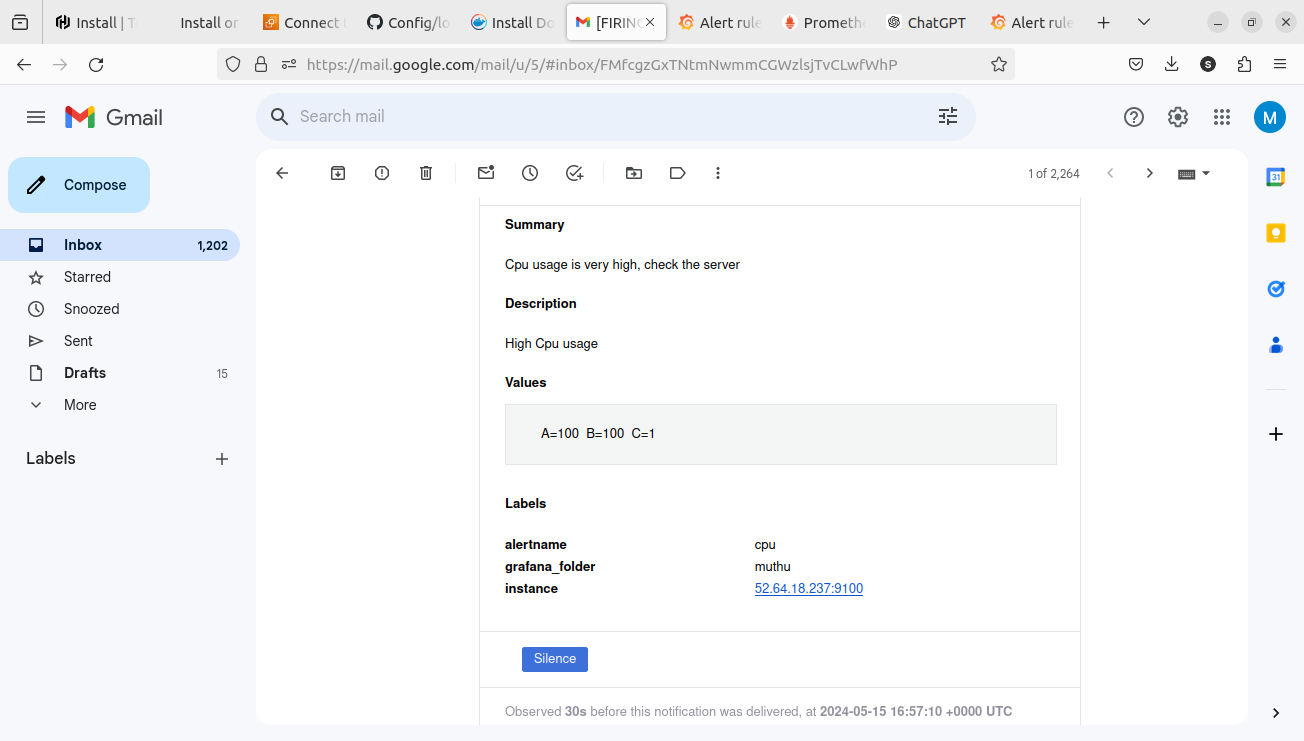 Install | T
Install or
Connect
Config/lo
Install Do
[FIRING
Alert rule
Prometh
ChatGPT
Alert rule
https://mail.google.com/mail/u/5/#inbox/FMfcgzGxTNtmNwmmCGWzlsjTvCLwfWhP
S
Gmail
Search mail
M
Compose
1 of 2,264
31
Inbox 1,202
Starred
Snoozed
Sent
Drafts 15
More
Labels
Summary
Cpu usage is very high, check the server
Description
High Cpu usage
Values
A=100 B=100 C=1
Labels
alertname cpu
grafana_folder muthu
instance 52.64.18.237:9100
Silence
Observed 30s before this notification was delivered, at 2024-05-15 16:57:10 +0000 UTC